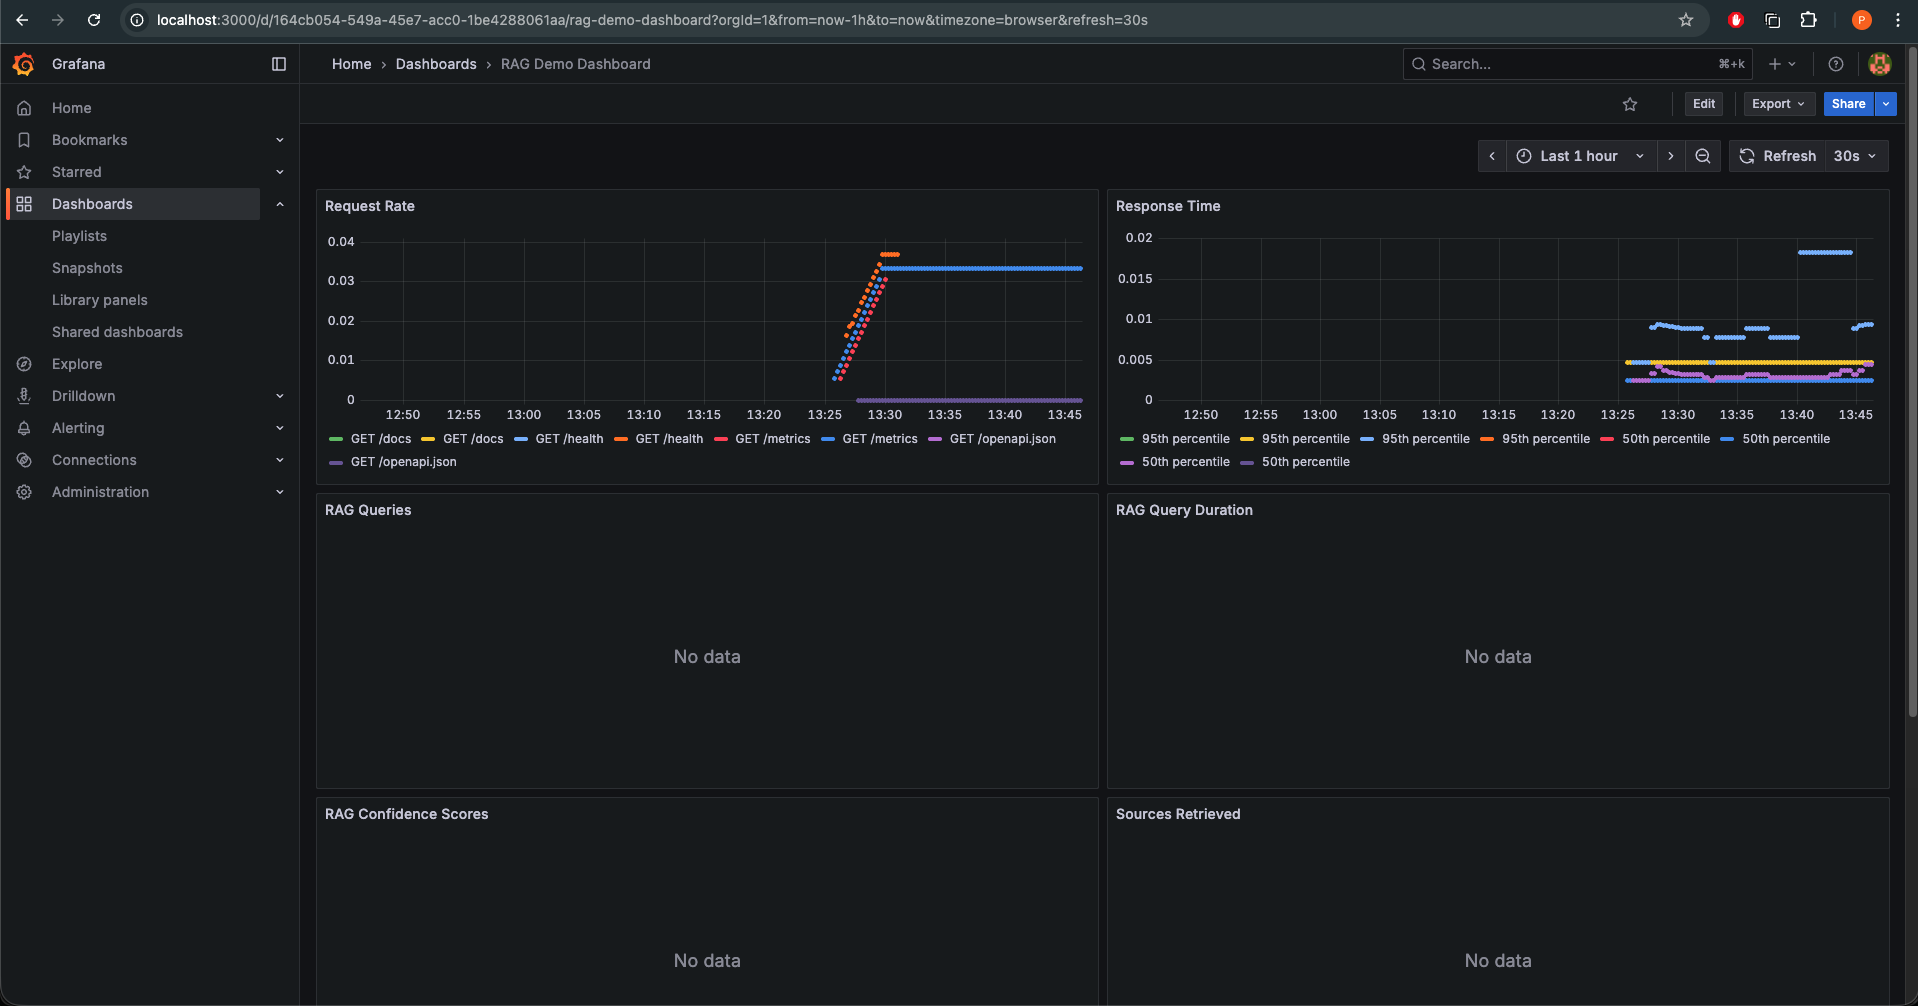 localhost:3000/d/164cb054-549a-45e7-acc0-1be4288061aa/rag-demo-dashboard?orgId=1&from=now-1h&to=now&timezone=browser&refresh=30s
P
Grafana
Home › Dashboards › RAG Demo Dashboard
Search...
⌘+k
Home
Bookmarks
Starred
Dashboards
Playlists
Snapshots
Library panels
Shared dashboards
Explore
Drilldown
Alerting
Connections
Administration
Edit
Export
Share
Last 1 hour
Refresh
30s
Request Rate
0.04
0.03
0.02
0.01
0
12:50 12:55 13:00 13:05 13:10 13:15 13:20 13:25 13:30 13:35 13:40 13:45
GET /docs GET /docs GET /health GET /health GET /metrics GET /metrics GET /openapi.json
GET /openapi.json
Response Time
0.02
0.015
0.01
0.005
0
12:50 12:55 13:00 13:05 13:10 13:15 13:20 13:25 13:30 13:35 13:40 13:45
95th percentile 95th percentile 95th percentile 95th percentile 50th percentile 50th percentile
50th percentile 50th percentile
RAG Queries
No data
RAG Query Duration
No data
RAG Confidence Scores
No data
Sources Retrieved
No data